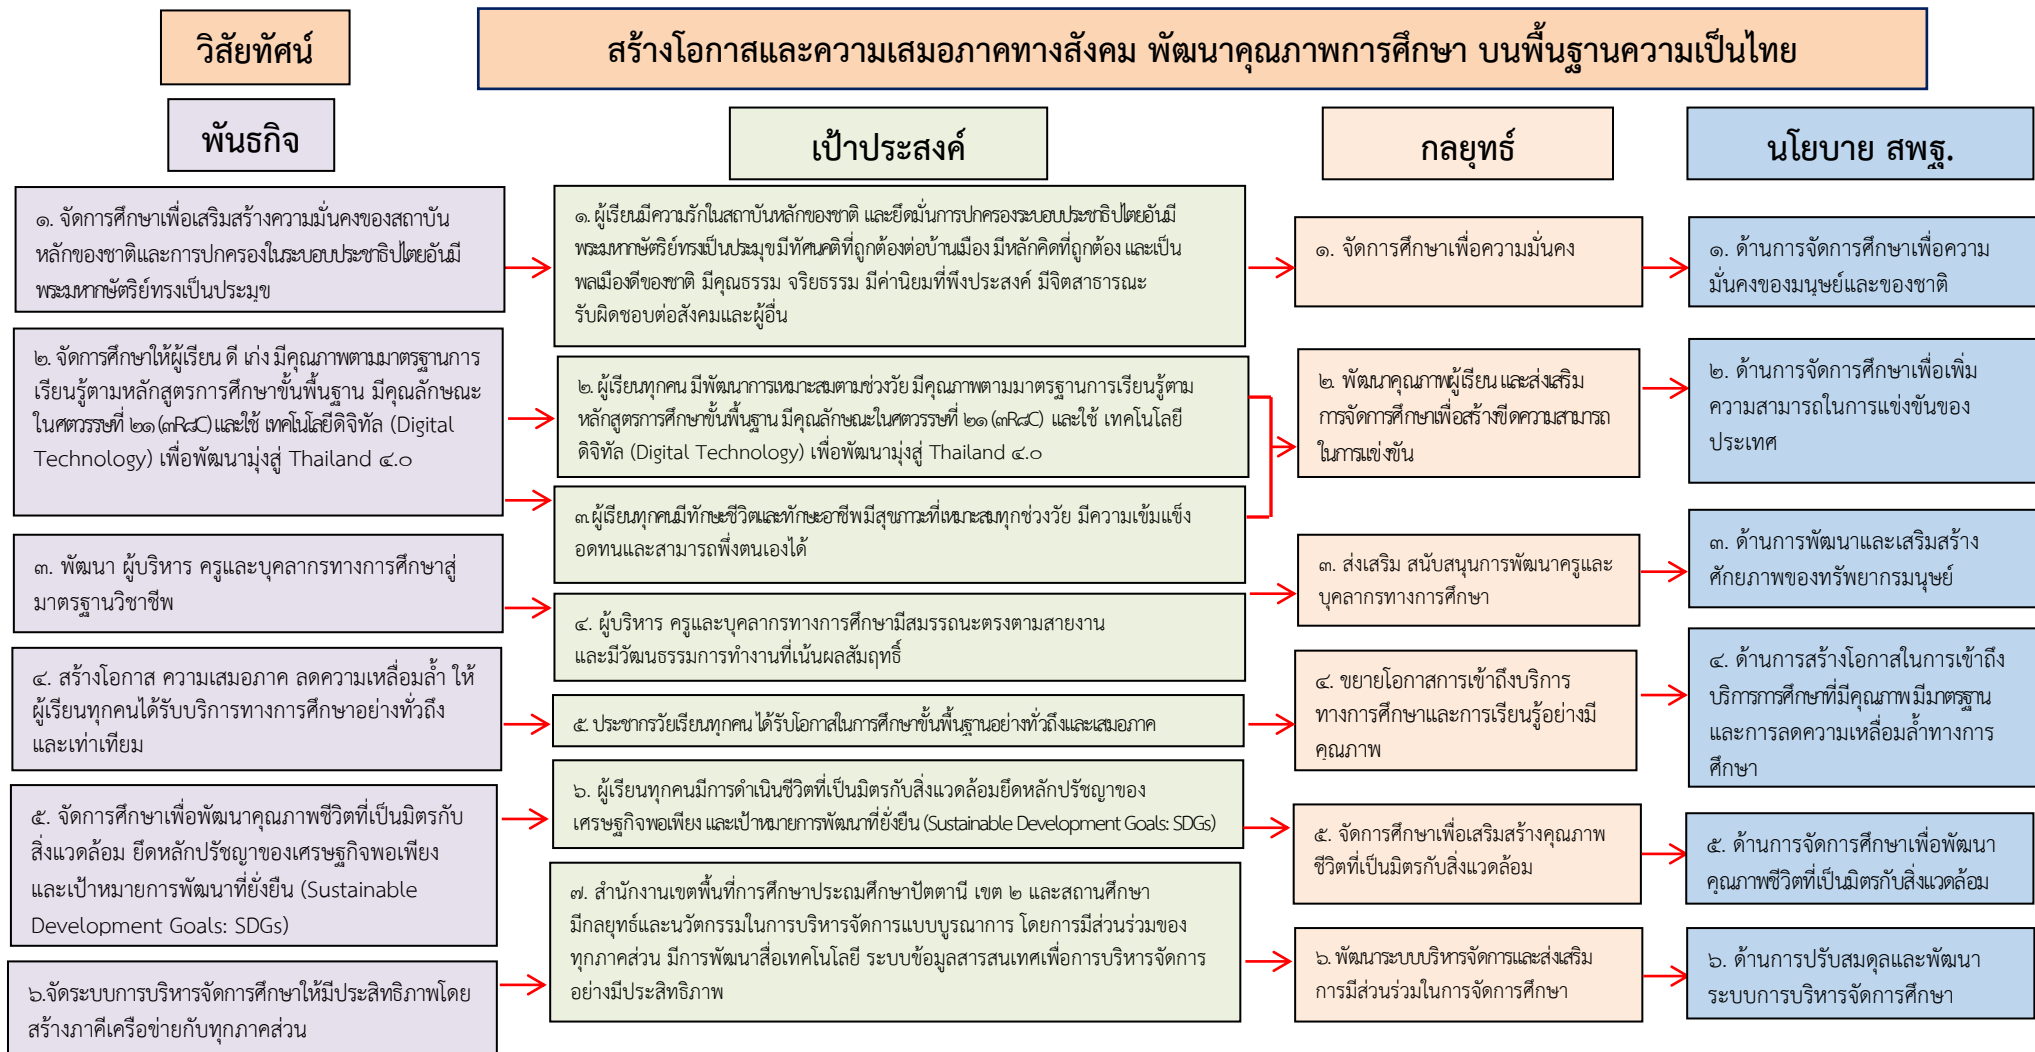 วิสัยทัศน์
สร้างโอกาสและความเสมอภาคทางสังคม พัฒนาคุณภาพการศึกษา บนพื้นฐานความเป็นไทย
พันธกิจ
เป้าประสงค์
กลยุทธ์
นโยบาย สพฐ.
๑. จัดการศึกษาเพื่อเสริมสร้างความมั่นคงของสถาบัน
หลักของชาติและการปกครองในระบอบประชาธิปไตยอันมี
พระมหากษัตริย์ทรงเป็นประมุข
๑. ผู้เรียนมีความรักในสถาบันหลักของชาติ และยึดมั่นการปกครองระบอบประชาธิปไตยอันมี
พระมหากษัตริย์ทรงเป็นประมุข มีทัศนคติที่ถูกต้องต่อบ้านเมือง มีหลักคิดที่ถูกต้อง และเป็น
พลเมืองดีของชาติ มีคุณธรรม จริยธรรม มีค่านิยมที่พึงประสงค์ มีจิตสาธารณะ
รับผิดชอบต่อสังคมและผู้อื่น
๑. จัดการศึกษาเพื่อความมั่นคง
๑. ด้านการจัดการศึกษาเพื่อความ
มั่นคงของมนุษย์และของชาติ
๒. จัดการศึกษาให้ผู้เรียน ดี เก่ง มีคุณภาพตามมาตรฐานการ
เรียนรู้ตามหลักสูตรการศึกษาขั้นพื้นฐาน มีคุณลักษณะ
ในศตวรรษที่ ๒๑ (๓R๘C) และใช้ เทคโนโลยีดิจิทัล (Digital
Technology) เพื่อพัฒนามุ่งสู่ Thailand ๔.๐
๒. ผู้เรียนทุกคน มีพัฒนาการเหมาะสมตามช่วงวัย มีคุณภาพตามมาตรฐานการเรียนรู้ตาม
หลักสูตรการศึกษาขั้นพื้นฐาน มีคุณลักษณะในศตวรรษที่ ๒๑ (๓R๘C) และใช้ เทคโนโลยี
ดิจิทัล (Digital Technology) เพื่อพัฒนามุ่งสู่ Thailand ๔.๐
๒. พัฒนาคุณภาพผู้เรียน และส่งเสริม
การจัดการศึกษาเพื่อสร้างขีดความสามารถ
ในการแข่งขัน
๒. ด้านการจัดการศึกษาเพื่อเพิ่ม
ความสามารถในการแข่งขันของ
ประเทศ
๓.ผู้เรียนทุกคนมีทักษะชีวิตและทักษะอาชีพ มีสุขภาวะที่เหมาะสมทุกช่วงวัย มีความเข้มแข็ง
อดทนและสามารถพึ่งตนเองได้
๓. พัฒนา ผู้บริหาร ครูและบุคลากรทางการศึกษาสู่
มาตรฐานวิชาชีพ
๔. ผู้บริหาร ครูและบุคลากรทางการศึกษามีสมรรถนะตรงตามสายงาน
และมีวัฒนธรรมการทำงานที่เน้นผลสัมฤทธิ์
๓. ส่งเสริม สนับสนุนการพัฒนาครูและ
บุคลากรทางการศึกษา
๓. ด้านการพัฒนาและเสริมสร้าง
ศักยภาพของทรัพยากรมนุษย์
๔. สร้างโอกาส ความเสมอภาค ลดความเหลื่อมล้ำ ให้
ผู้เรียนทุกคนได้รับบริการทางการศึกษาอย่างทั่วถึง
และเท่าเทียม
๕. ประชากรวัยเรียนทุกคน ได้รับโอกาสในการศึกษาขั้นพื้นฐานอย่างทั่วถึงและเสมอภาค
๔. ขยายโอกาสการเข้าถึงบริการ
ทางการศึกษาและการเรียนรู้อย่างมี
คุณภาพ
๔. ด้านการสร้างโอกาสในการเข้าถึง
บริการการศึกษาที่มีคุณภาพ มีมาตรฐาน
และการลดความเหลื่อมล้ำทางการ
ศึกษา
๕. จัดการศึกษาเพื่อพัฒนาคุณภาพชีวิตที่เป็นมิตรกับ
สิ่งแวดล้อม ยึดหลักปรัชญาของเศรษฐกิจพอเพียง
และเป้าหมายการพัฒนาที่ยั่งยืน (Sustainable
Development Goals: SDGs)
๖. ผู้เรียนทุกคนมีการดำเนินชีวิตที่เป็นมิตรกับสิ่งแวดล้อมยึดหลักปรัชญาของ
เศรษฐกิจพอเพียง และเป้าหมายการพัฒนาที่ยั่งยืน (Sustainable Development Goals: SDGs)
๕. จัดการศึกษาเพื่อเสริมสร้างคุณภาพ
ชีวิตที่เป็นมิตรกับสิ่งแวดล้อม
๕. ด้านการจัดการศึกษาเพื่อพัฒนา
คุณภาพชีวิตที่เป็นมิตรกับสิ่งแวดล้อม
๖.จัดระบบการบริหารจัดการศึกษาให้มีประสิทธิภาพโดย
สร้างภาคีเครือข่ายกับทุกภาคส่วน
๗. สำนักงานเขตพื้นที่การศึกษาประถมศึกษาปัตตานี เขต ๒ และสถานศึกษา
มีกลยุทธ์และนวัตกรรมในการบริหารจัดการแบบบูรณาการ โดยการมีส่วนร่วมของ
ทุกภาคส่วน มีการพัฒนาสื่อเทคโนโลยี ระบบข้อมูลสารสนเทศเพื่อการบริหารจัดการ
อย่างมีประสิทธิภาพ
๖. พัฒนาระบบบริหารจัดการและส่งเสริม
การมีส่วนร่วมในการจัดการศึกษา
๖. ด้านการปรับสมดุลและพัฒนา
ระบบการบริหารจัดการศึกษา